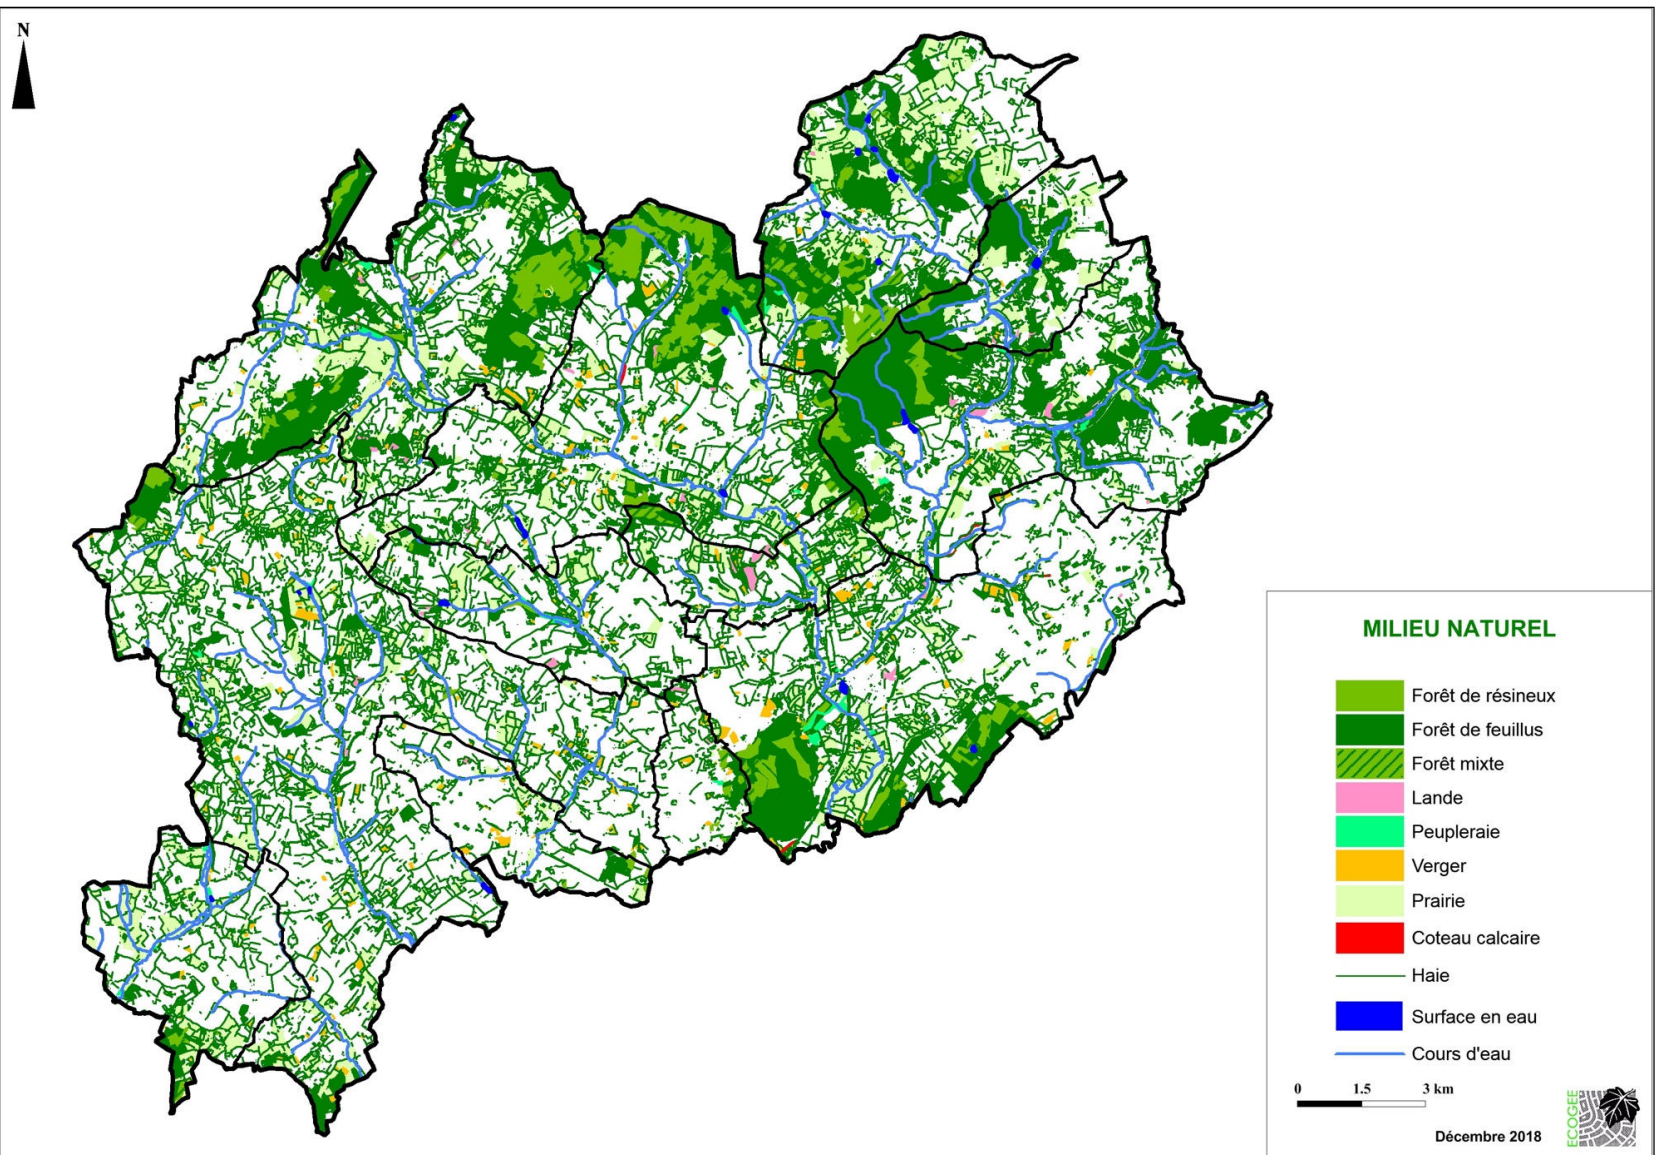 N
MILIEU NATUREL
Forêt de résineux
Forêt de feuillus
Forêt mixte
Lande
Peupleraie
Verger
Prairie
Coteau calcaire
Haie
Surface en eau
Cours d'eau
0 1.5 3 km
Décembre 2018
ECOGEE